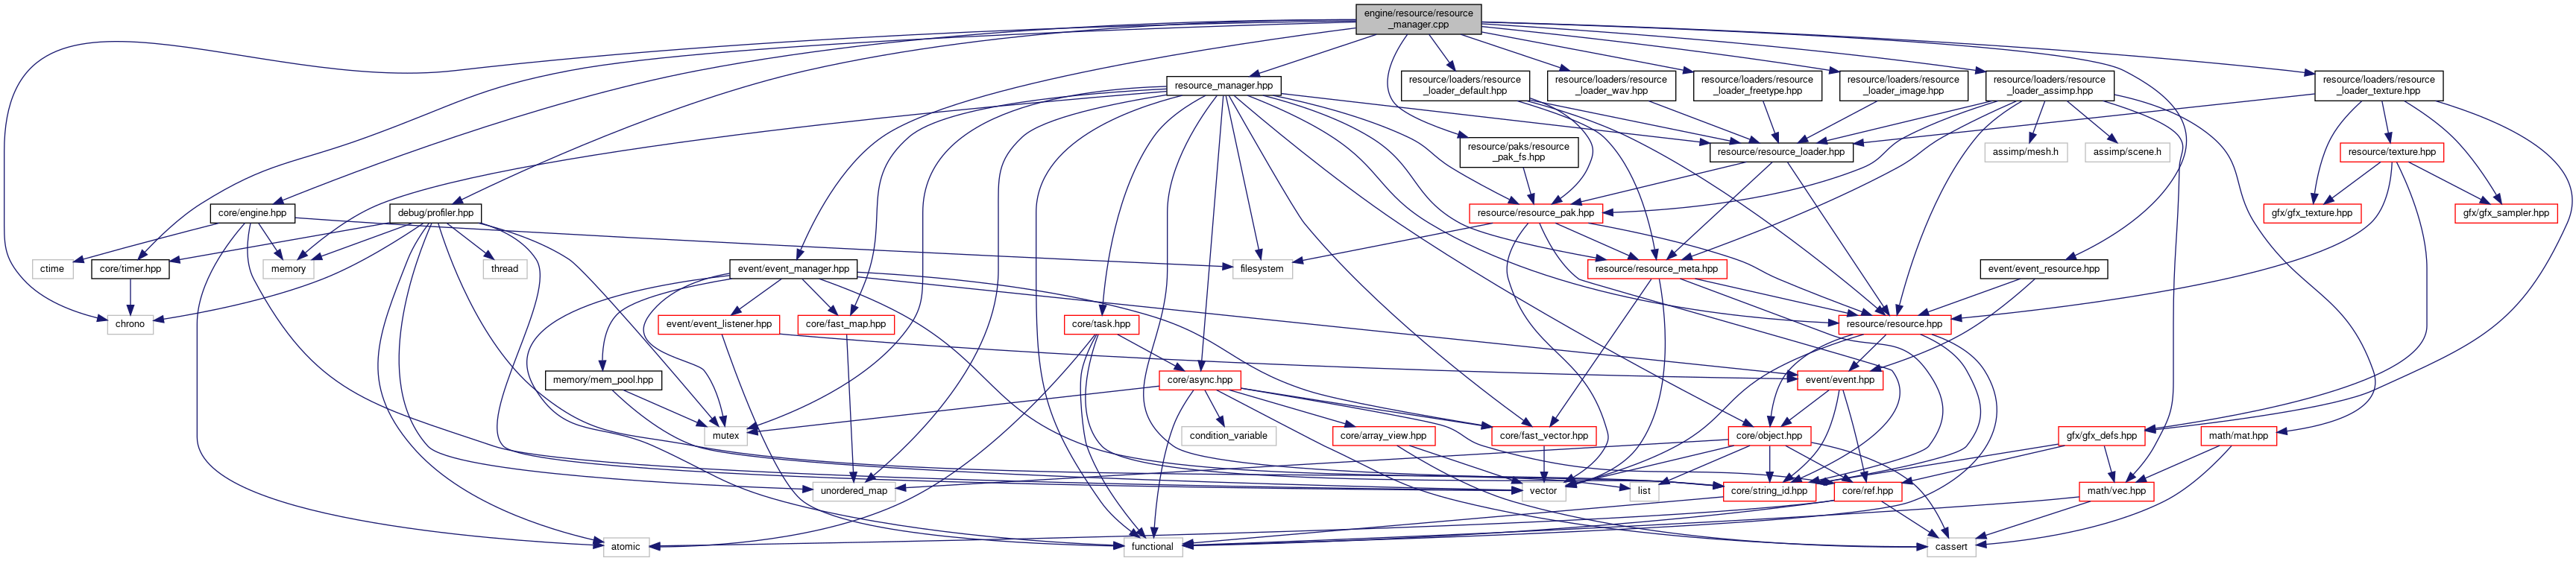 engine/resource/resource
_manager.cpp
resource_manager.hpp
resource/loaders/resource
_loader_default.hpp
resource/loaders/resource
_loader_wav.hpp
resource/loaders/resource
_loader_freetype.hpp
resource/loaders/resource
_loader_image.hpp
resource/loaders/resource
_loader_assimp.hpp
resource/loaders/resource
_loader_texture.hpp
resource/paks/resource
_pak_fs.hpp
resource/resource_loader.hpp
assimp/mesh.h
assimp/scene.h
resource/texture.hpp
core/engine.hpp
debug/profiler.hpp
resource/resource_pak.hpp
gfx/gfx_texture.hpp
gfx/gfx_sampler.hpp
ctime
core/timer.hpp
memory
thread
event/event_manager.hpp
filesystem
resource/resource_meta.hpp
event/event_resource.hpp
chrono
event/event_listener.hpp
core/fast_map.hpp
core/task.hpp
resource/resource.hpp
memory/mem_pool.hpp
core/async.hpp
event/event.hpp
mutex
condition_variable
core/array_view.hpp
core/fast_vector.hpp
core/object.hpp
gfx/gfx_defs.hpp
math/mat.hpp
unordered_map
vector
list
core/string_id.hpp
core/ref.hpp
math/vec.hpp
atomic
functional
cassert